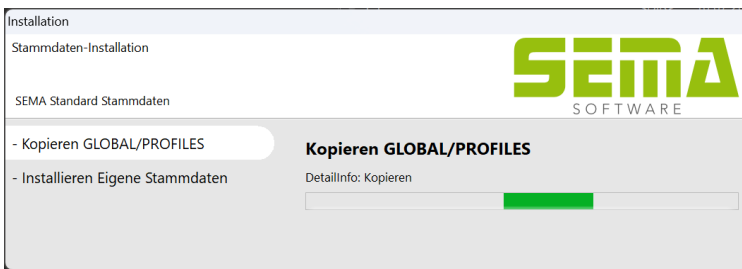 Installation
Stammdaten-Installation
SEMA
SOFTWARE
SEMA Standard Stammdaten
- Kopieren GLOBAL/PROFILES
- Installieren Eigene Stammdaten
Kopieren GLOBAL/PROFILES
DetailInfo: Kopieren